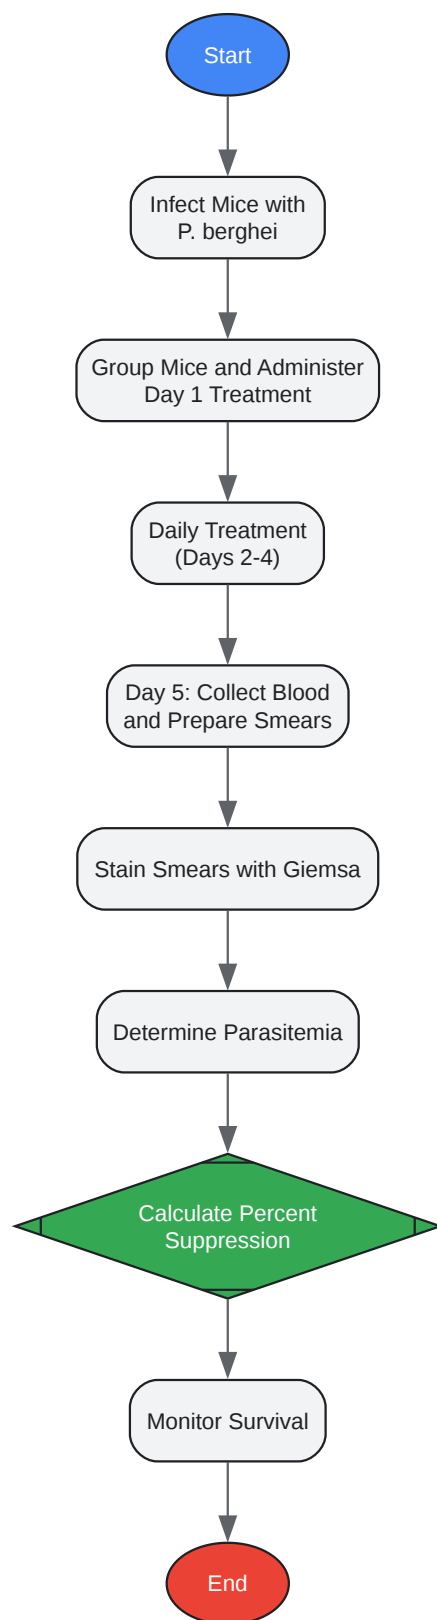 Start
Infect Mice with
P. berghei
Group Mice and Administer
Day 1 Treatment
Daily Treatment
(Days 2-4)
Day 5: Collect Blood
and Prepare Smears
Stain Smears with Giemsa
Determine Parasitemia
Calculate Percent
Suppression
Monitor Survival
End